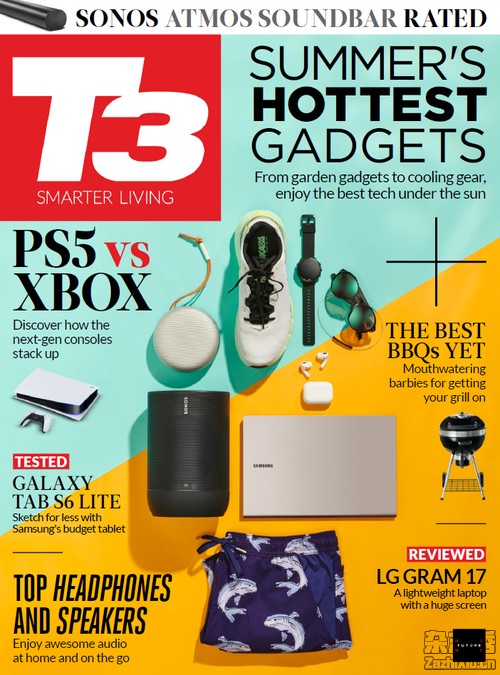 SONOS ATMOS SOUNDBAR RATED
T3
SMARTER LIVING
SUMMER'S
HOTTEST
GADGETS
From garden gadgets to cooling gear,
enjoy the best tech under the sun
PS5 vs
XBOX
Discover how the
next-gen consoles
stack up
THE BEST
BBQs YET
Mouthwatering
barbies for getting
your grill on
SONOS
SAMSUNG
TESTED
GALAXY
TAB S6 LITE
Sketch for less with
Samsung's budget tablet
REVIEWED
LG GRAM 17
A lightweight laptop
with a huge screen
TOP HEADPHONES
AND SPEAKERS
Enjoy awesome audio
at home and on the go
FUTURE
ZaZhiXiu.cn